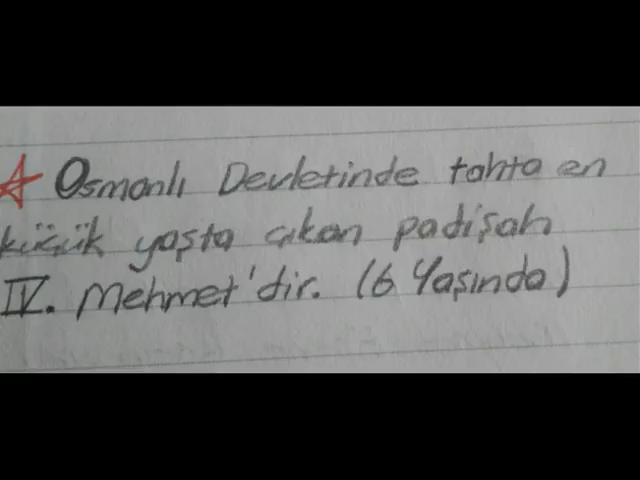 Osmanlı Devletinde tahta en
küçük yaşta çıkan padişah
IV. Mehmet'dir. (6 Yaşında)